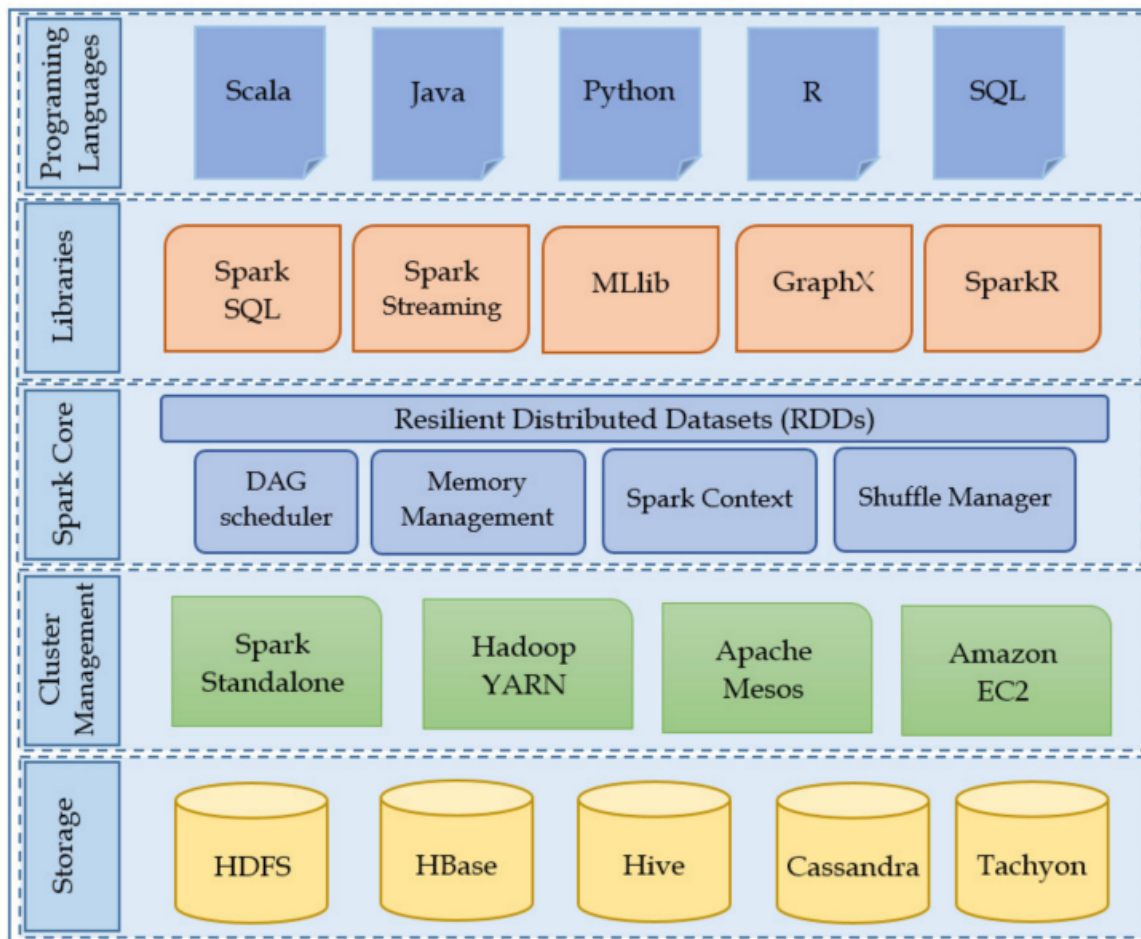 Programing
Languages
Scala
Java
Python
R
SQL
Libraries
Spark
SQL
Spark
Streaming
MLlib
GraphX
SparkR
Spark Core
Resilient Distributed Datasets (RDDs)
DAG
scheduler
Memory
Management
Spark Context
Shuffle Manager
Cluster
Management
Spark
Standalone
Hadoop
YARN
Apache
Mesos
Amazon
EC2
Storage
HDFS
HBase
Hive
Cassandra
Tachyon